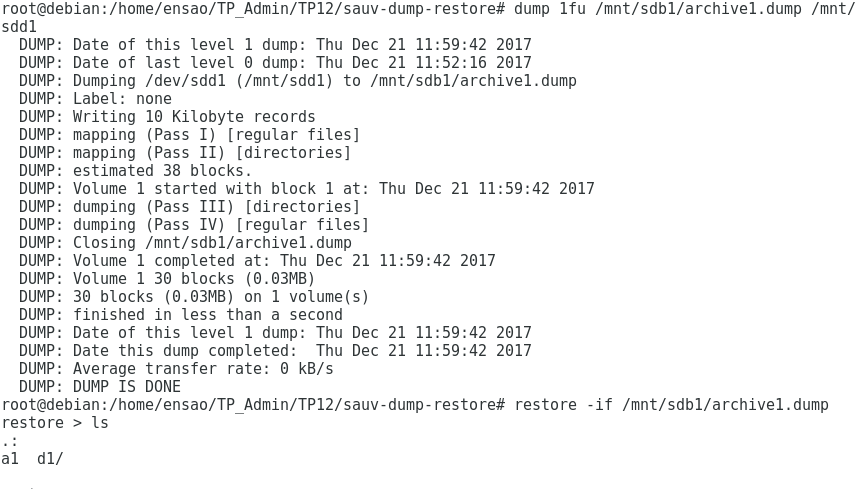 root@debian:/home/ensao/TP_Admin/TP12/sauv-dump-restore# dump 1fu /mnt/sdb1/archive1.dump /mnt/
sdd1
  DUMP: Date of this level 1 dump: Thu Dec 21 11:59:42 2017
  DUMP: Date of last level 0 dump: Thu Dec 21 11:52:16 2017
  DUMP: Dumping /dev/sdd1 (/mnt/sdd1) to /mnt/sdb1/archive1.dump
  DUMP: Label: none
  DUMP: Writing 10 Kilobyte records
  DUMP: mapping (Pass I) [regular files]
  DUMP: mapping (Pass II) [directories]
  DUMP: estimated 38 blocks.
  DUMP: Volume 1 started with block 1 at: Thu Dec 21 11:59:42 2017
  DUMP: dumping (Pass III) [directories]
  DUMP: dumping (Pass IV) [regular files]
  DUMP: Closing /mnt/sdb1/archive1.dump
  DUMP: Volume 1 completed at: Thu Dec 21 11:59:42 2017
  DUMP: Volume 1 30 blocks (0.03MB)
  DUMP: 30 blocks (0.03MB) on 1 volume(s)
  DUMP: finished in less than a second
  DUMP: Date of this level 1 dump: Thu Dec 21 11:59:42 2017
  DUMP: Date this dump completed:  Thu Dec 21 11:59:42 2017
  DUMP: Average transfer rate: 0 kB/s
  DUMP: DUMP IS DONE
root@debian:/home/ensao/TP_Admin/TP12/sauv-dump-restore# restore -if /mnt/sdb1/archive1.dump
restore > ls
.:
a1  d1/